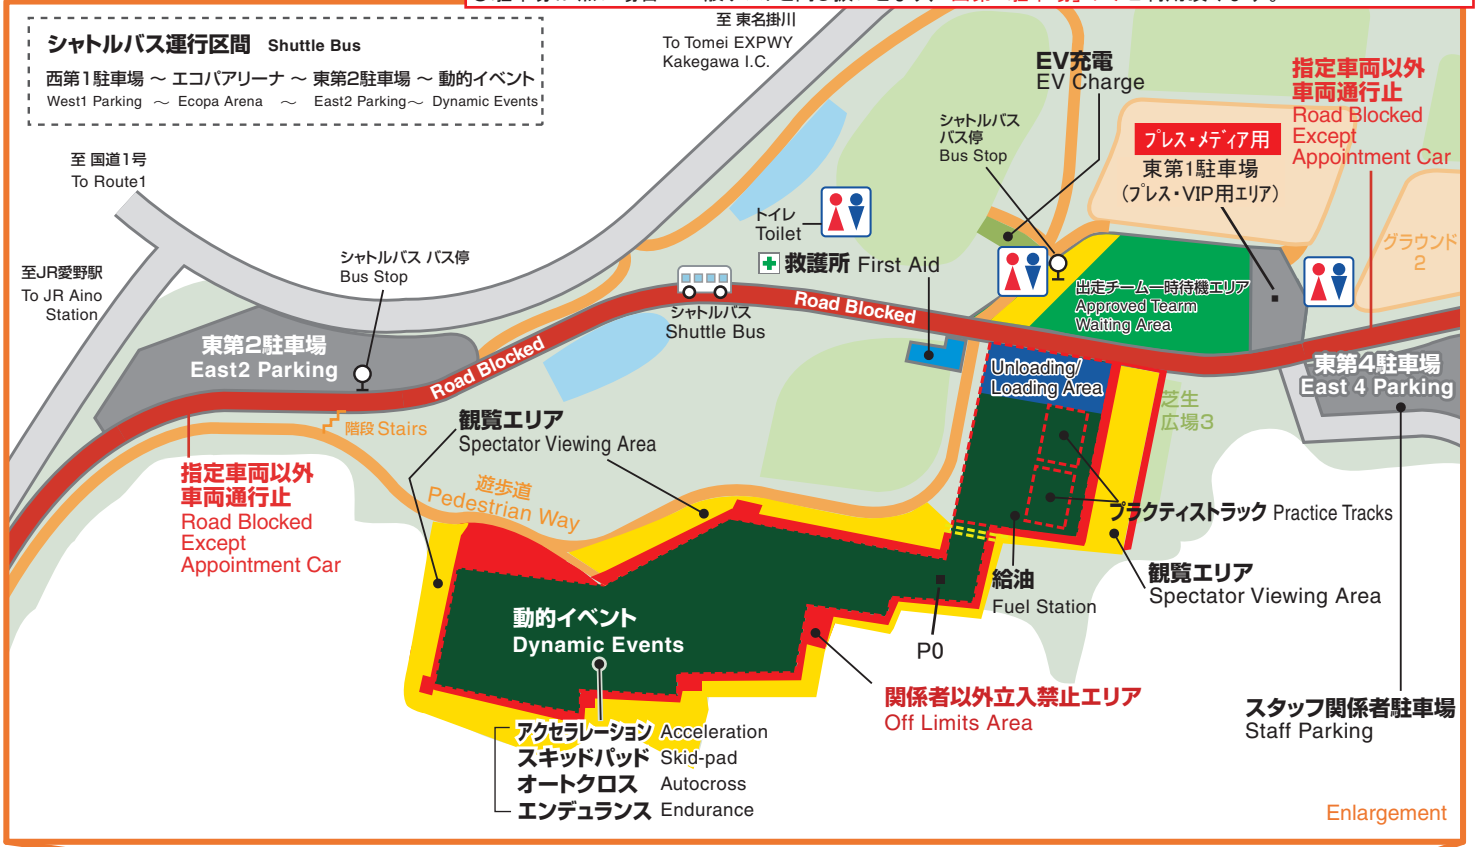 シャトルバス運行区間 Shuttle Bus
西第1駐車場 ～ エコパアリーナ ～ 東第2駐車場 ～ 動的イベント
West1 Parking ～ Ecopa Arena ～ East2 Parking～ Dynamic Events
至 東名掛川
To Tomei EXPWY
Kakegawa I.C.
EV充電
EV Charge
指定車両以外
車両通行止
Road Blocked
Except
Appointment Car
シャトルバス
バス停
Bus Stop
プレス・メディア用
東第1駐車場
（プレス・VIP用エリア）
至 国道1号
To Route1
トイレ
Toilet
グラウンド
2
シャトルバス バス停
Bus Stop
至JR愛野駅
To JR Aino
Station
救護所 First Aid
出走チーム一時待機エリア
Approved Tearm
Waiting Area
シャトルバス
Shuttle Bus
Road Blocked
東第2駐車場
East2 Parking
Road Blocked
Unloading/
Loading Area
東第4駐車場
East 4 Parking
芝生
広場3
階段 Stairs
観覧エリア
Spectator Viewing Area
指定車両以外
車両通行止
Road Blocked
Except
Appointment Car
遊歩道
Pedestrian Way
プラクティストラック Practice Tracks
給油
Fuel Station
観覧エリア
Spectator Viewing Area
動的イベント
Dynamic Events
P0
関係者以外立入禁止エリア
Off Limits Area
スタッフ関係者駐車場
Staff Parking
アクセラレーション Acceleration
スキッドパッド Skid-pad
オートクロス Autocross
エンデュランス Endurance
Enlargement